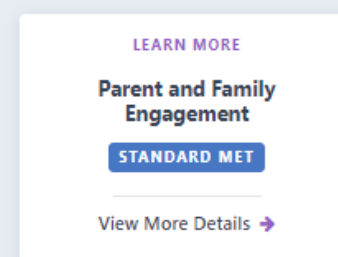 LEARN MORE
Parent and Family
Engagement
STANDARD MET
View More Details →